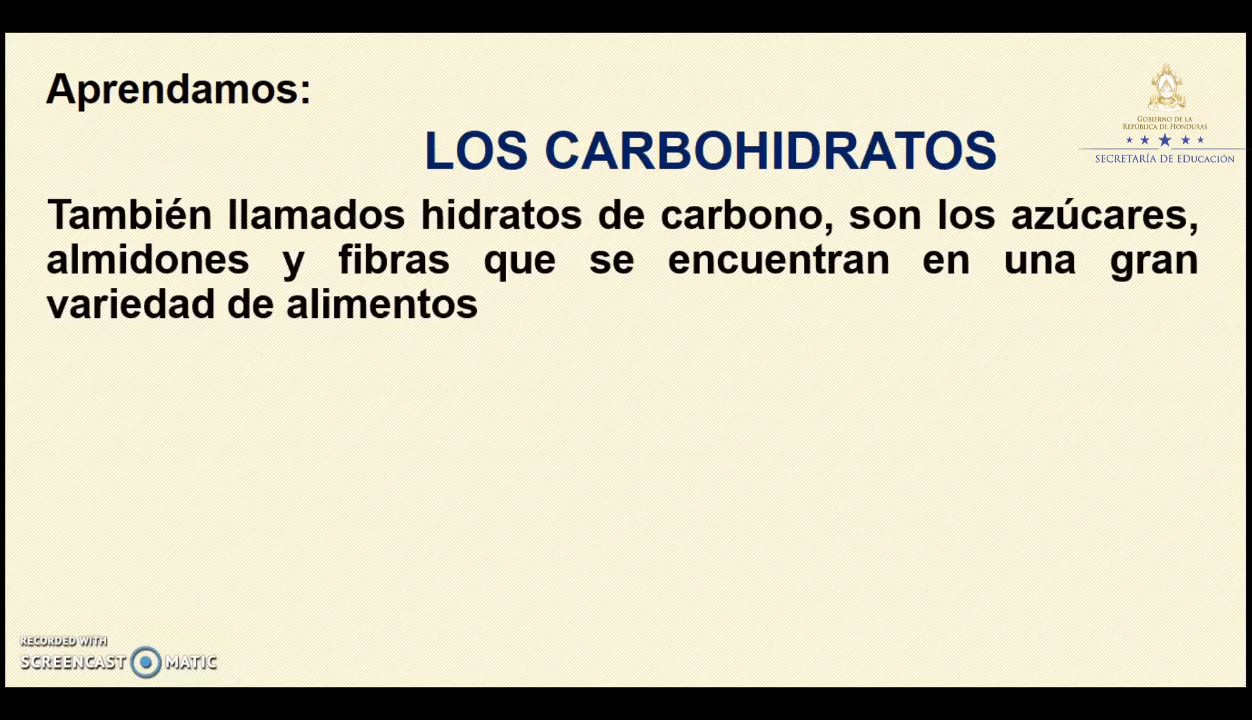 Aprendamos:
GOBIERNO DE LA
REPÚBLICA DE HONDURAS
SECRETARÍA DE EDUCACIÓN
LOS CARBOHIDRATOS
También llamados hidratos de carbono, son los azúcares,
almidones y fibras que se encuentran en una gran
variedad de alimentos
RECORDED WITH
SCREENCAST MATIC